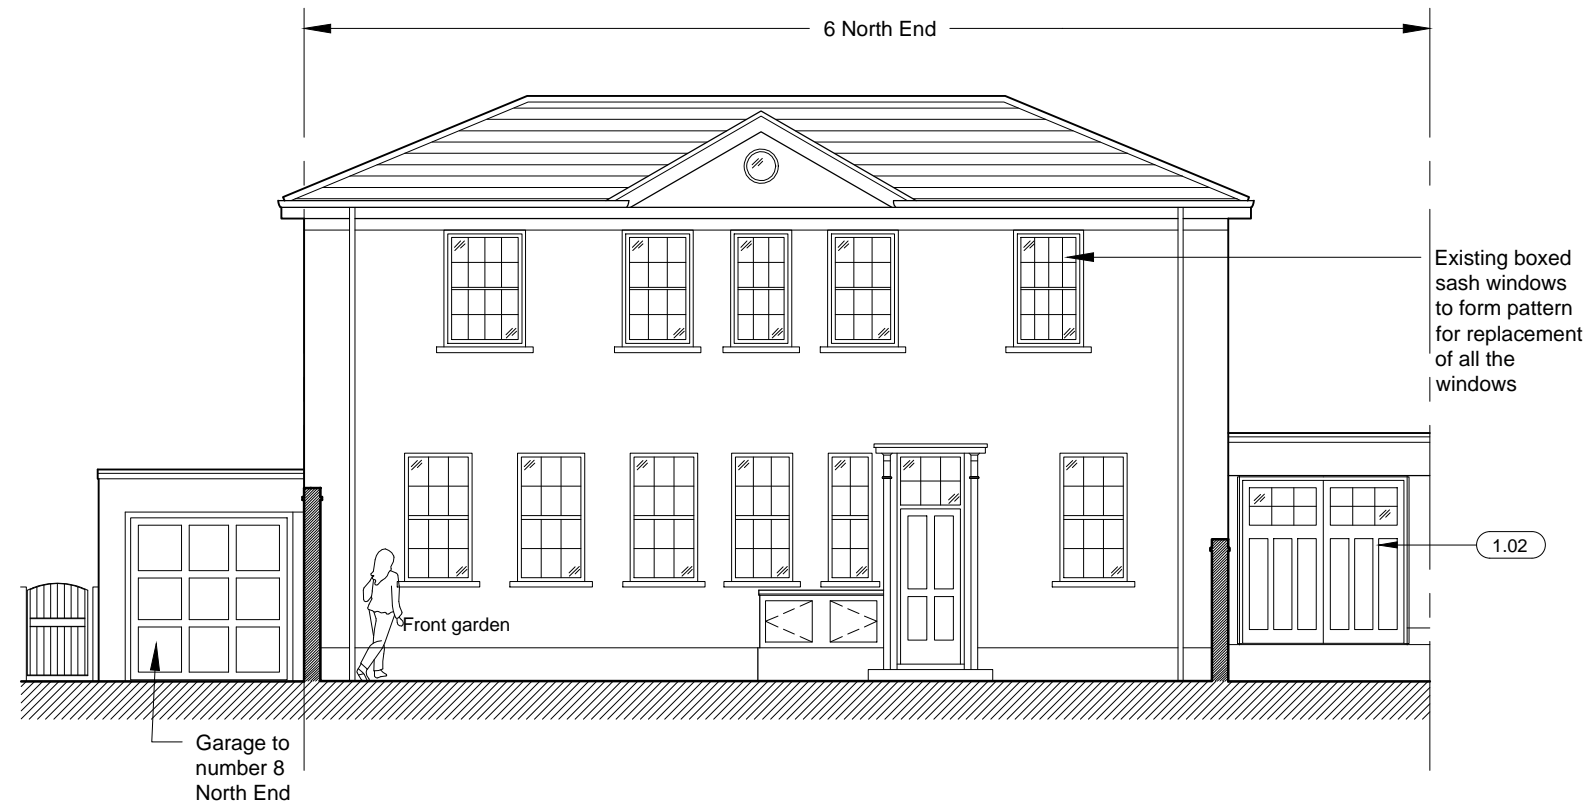 6 North End
Existing boxed
sash windows
to form pattern
for replacement
of all the
windows
1.02
Front garden
Garage to
number 8
North End